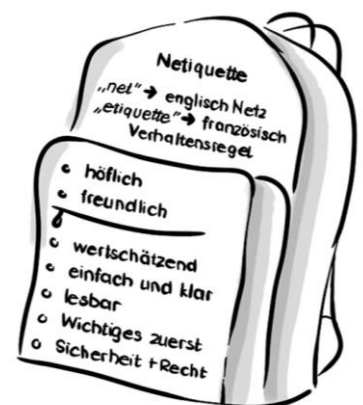 Netiquette
„net" → englisch Netz
„etiquette" → französisch
Verhaltensregel
• höflich
• freundlich
• wertschätzend
• einfach und klar
• lesbar
• Wichtiges zuerst
• Sicherheit + Recht